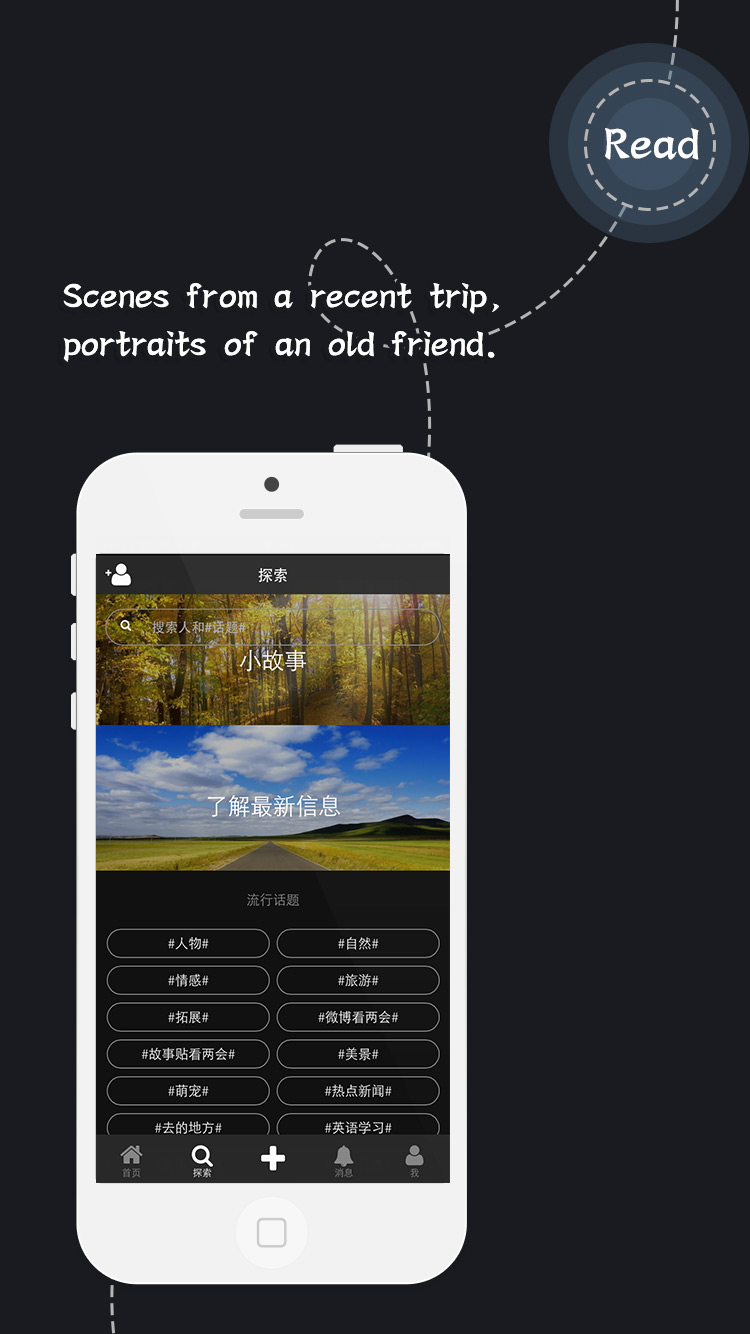 Read
Scenes from a recent trip,
portraits of an old friend.
探索
搜索人和#话题#
小故事
了解最新信息
流行话题
#人物#
#自然#
#情感#
#旅游#
#拓展#
#微博看两会#
#故事贴看两会#
#美景#
#萌宠#
#热点新闻#
#去的地方#
#英语学习#
首页
探索
消息
我